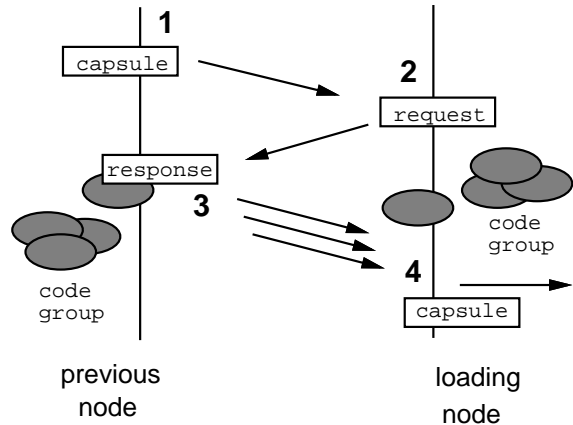 1
capsule
2
request
response
3
code
group
4
capsule
code
group
previous
node
loading
node